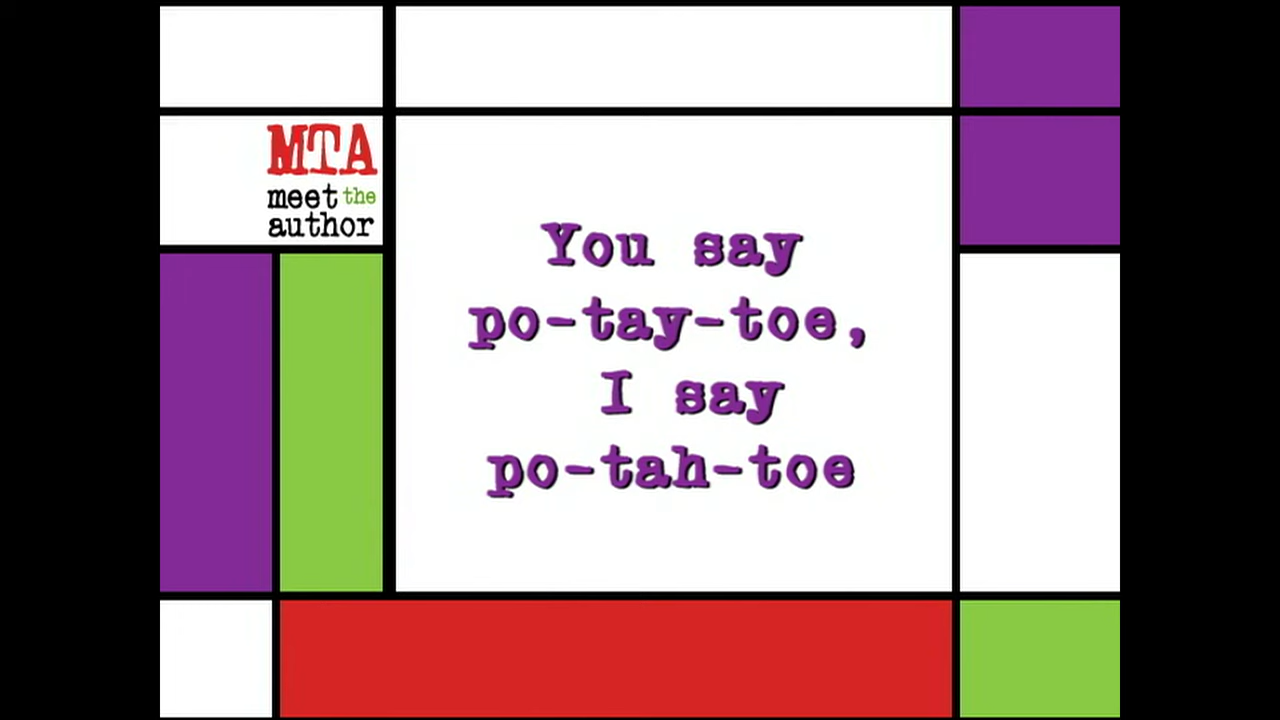 MTA
meet the
author
You say
po-tay-toe,
I say
po-tah-toe